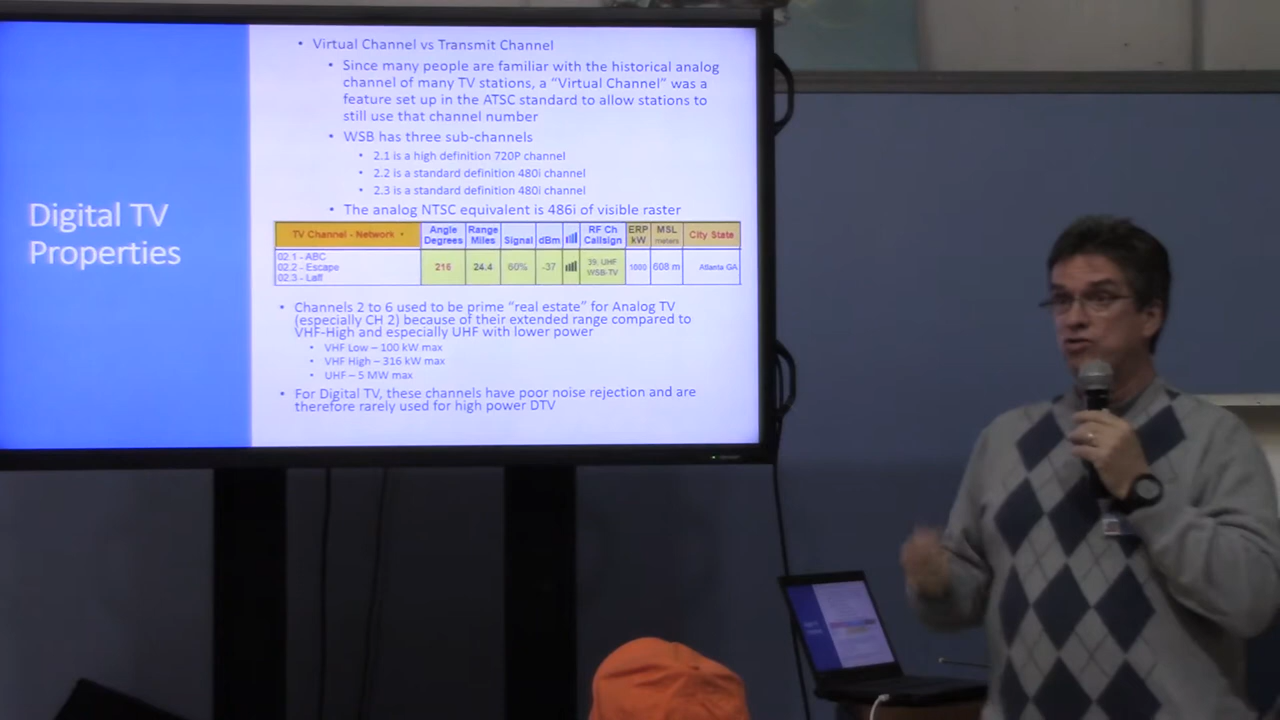 Digital TV
Properties
• Virtual Channel vs Transmit Channel
• Since many people are familiar with the historical analog
channel of many TV stations, a “Virtual Channel” was a
feature set up in the ATSC standard to allow stations to
still use that channel number
• WSB has three sub-channels
• 2.1 is a high definition 720P channel
• 2.2 is a standard definition 480i channel
• 2.3 is a standard definition 480i channel
• The analog NTSC equivalent is 486i of visible raster
TV Channel - Network Angle Degrees Range Miles Signal dBm RF Ch Callsign ERP kW MSL meters City State
02.1 - ABC
02.2 - Escape
02.3 - Laff
216 24.4 60% -37 39, UHF WSB-TV 1000 608 m Atlanta GA
• Channels 2 to 6 used to be prime “real estate” for Analog TV
(especially CH 2) because of their extended range compared to
VHF-High and especially UHF with lower power
• VHF Low – 100 kW max
• VHF High – 316 kW max
• UHF – 5 MW max
• For Digital TV, these channels have poor noise rejection and are
therefore rarely used for high power DTV